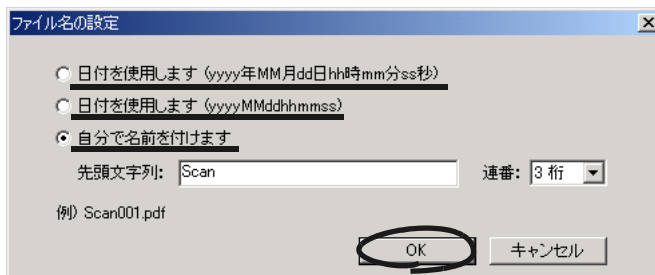 ファイル名の設定
日付を使用します (yyyy年MM月dd日hh時mm分ss秒)
日付を使用します (yyyyMMddhhmmss)
自分で名前を付けます
先頭文字列: Scan 連番: 3 桁
例) Scan001.pdf
OK キャンセル